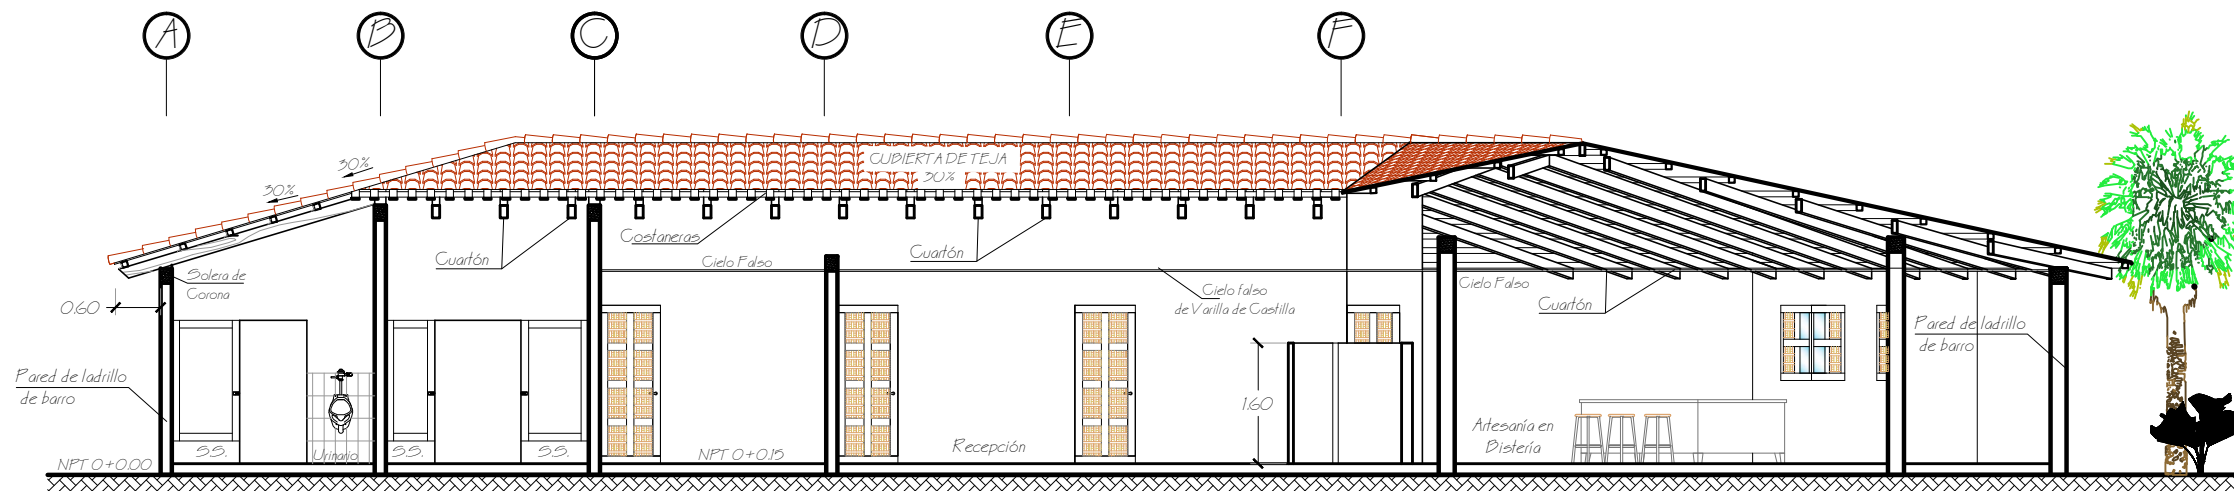 A B C D E F
30%
30%
CUBIERTA DE TEJA
30%
Cuartón
Costaneras
Cuartón
Solera de
Corona
0.60
Cielo Falso
Cielo falso
de Varilla de Castilla
Cielo Falso
Cuartón
Pared de ladrillo
de barro
Pared de ladrillo
de barro
1.60
S.S.
Urinario
S.S.
S.S.
NPT 0+0.00
NPT 0+0.15
Recepción
Artesanía en
Bistería